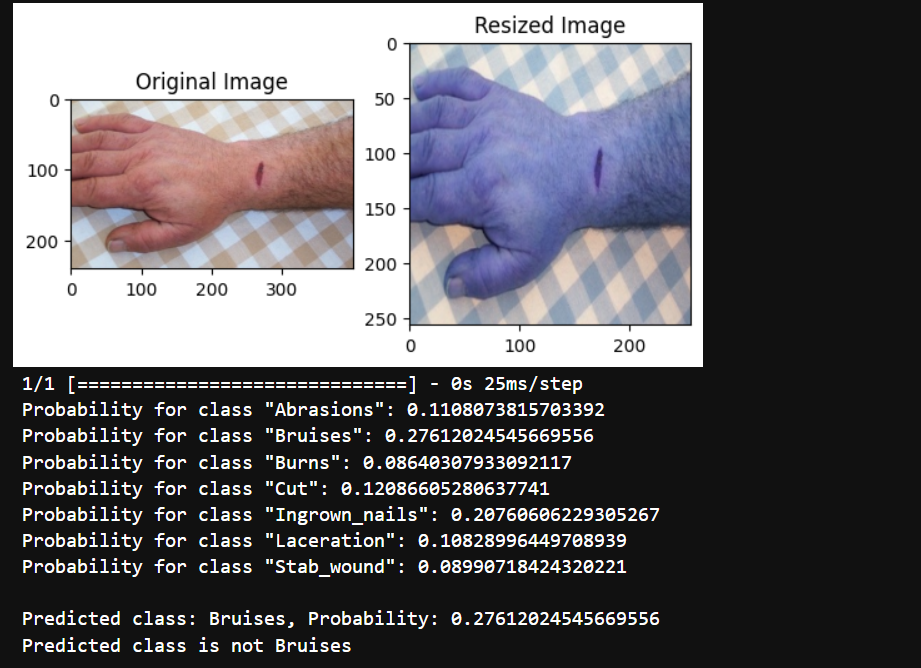 Original Image
0
100
200
0 100 200 300
Resized Image
0
50
100
150
200
250
0 100 200
1/1 [==============================] - 0s 25ms/step
Probability for class "Abrasions": 0.1108073815703392
Probability for class "Bruises": 0.27612024545669556
Probability for class "Burns": 0.08640307933092117
Probability for class "Cut": 0.12086605280637741
Probability for class "Ingrown_nails": 0.20760606229305267
Probability for class "Laceration": 0.10828996449708939
Probability for class "Stab_wound": 0.08990718424320221
Predicted class: Bruises, Probability: 0.27612024545669556
Predicted class is not Bruises